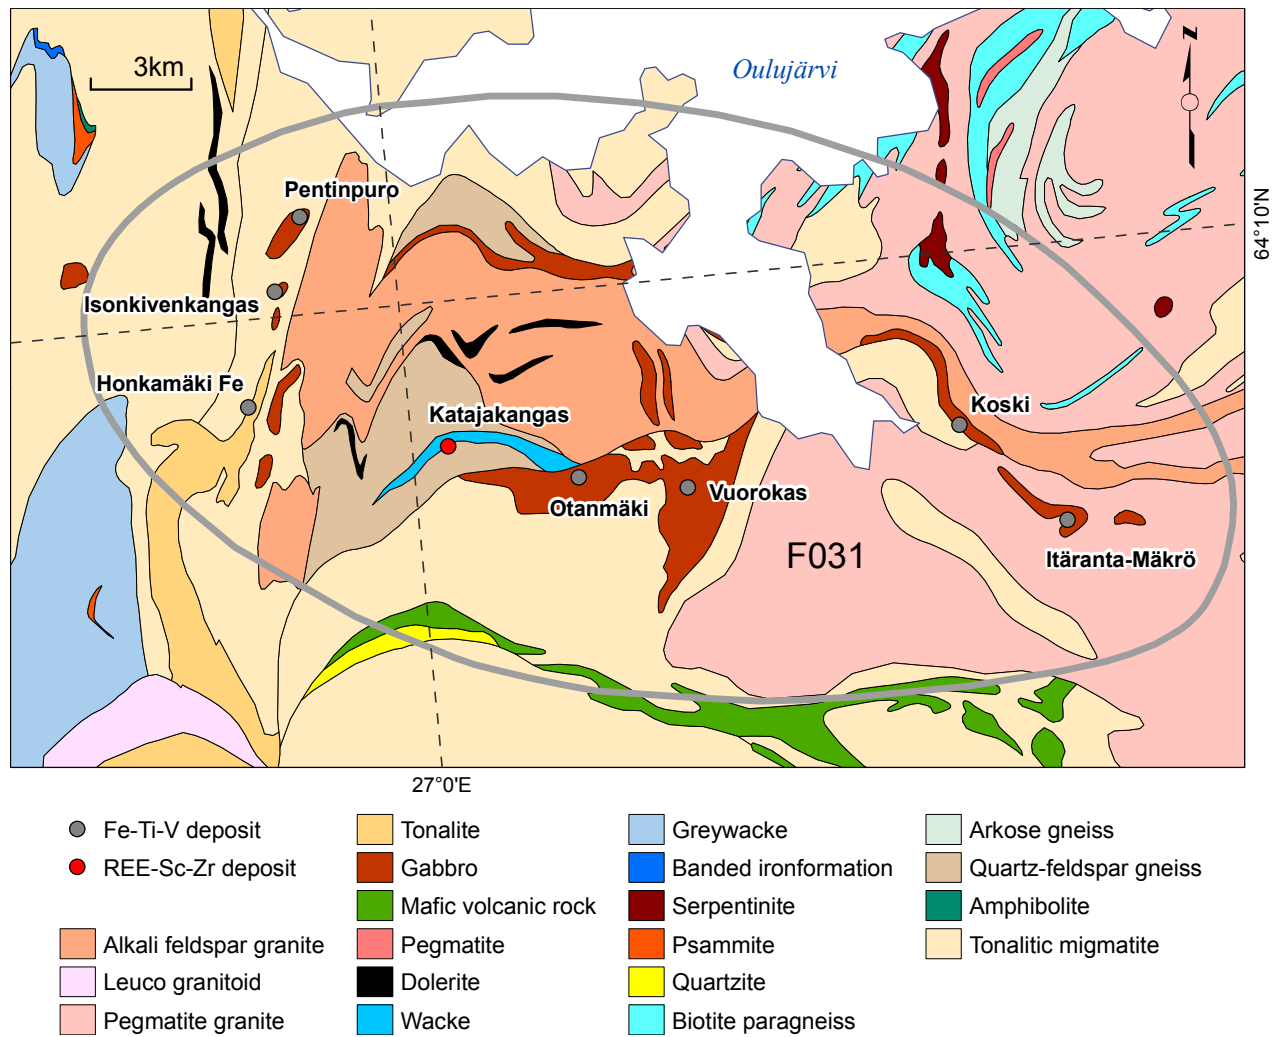 Oulujärvi
N
3km
Pentinpuro
64°10'N
Isonkivenkangas
Honkamäki Fe
Katajakangas
Koski
Otanmäki
Vuorokas
F031
Itäranta-Mäkrö
27°0'E
Fe-Ti-V deposit
REE-Sc-Zr deposit
Alkali feldspar granite
Leuco granitoid
Pegmatite granite
Tonalite
Gabbro
Mafic volcanic rock
Pegmatite
Dolerite
Wacke
Greywacke
Banded ironformation
Serpentinite
Psammite
Quartzite
Biotite paragneiss
Arkose gneiss
Quartz-feldspar gneiss
Amphibolite
Tonalitic migmatite